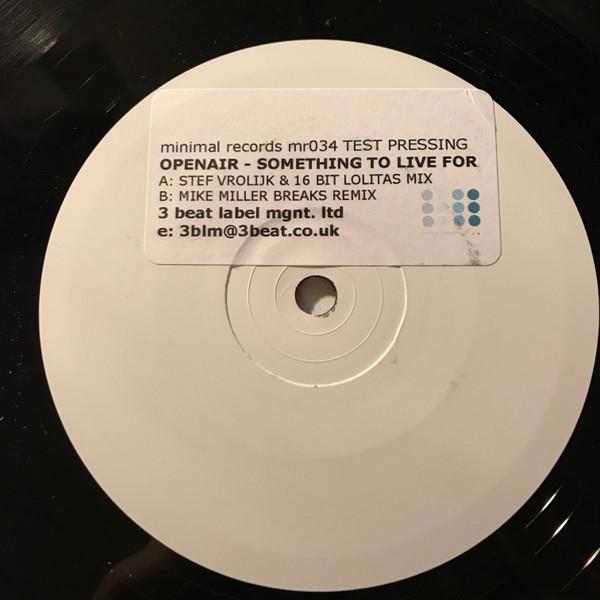 minimal records mr034 TEST PRESSING
OPENAIR - SOMETHING TO LIVE FOR
A: STEF VROLIJK & 16 BIT LOLITAS MIX
B: MIKE MILLER BREAKS REMIX
3 beat label mgnt. ltd
e: 3blm@3beat.co.uk